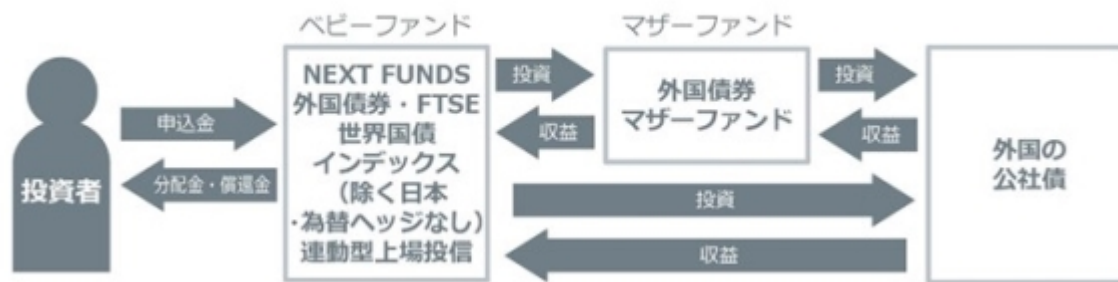 ベビーファンド
マザーファンド
投資者
申込金
分配金・償還金
NEXT FUNDS
外国債券・FTSE
世界国債
インデックス
(除く日本
・為替ヘッジなし)
連動型上場投信
投資
収益
外国債券
マザーファンド
投資
収益
投資
収益
外国の
公社債